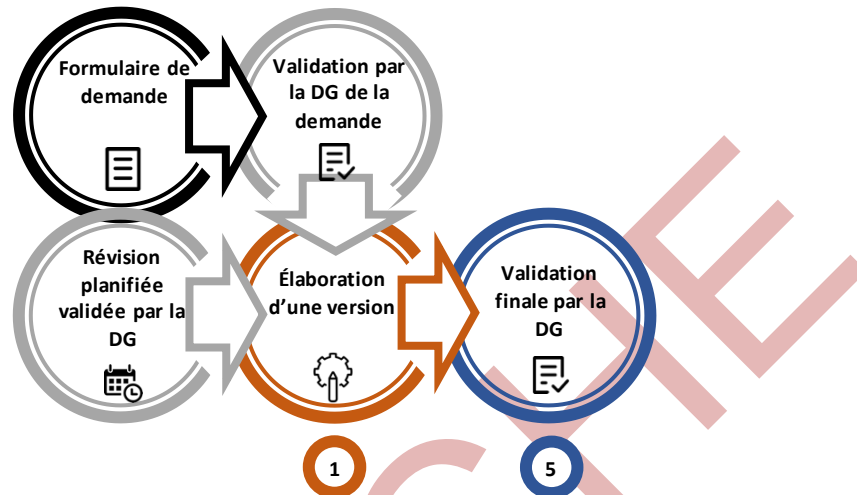 Formulaire de
demande
Validation par
la DG de la
demande
Révision
planifiée
validée par la
DG
Élaboration
d'une version
Validation
finale par la
DG
1
5